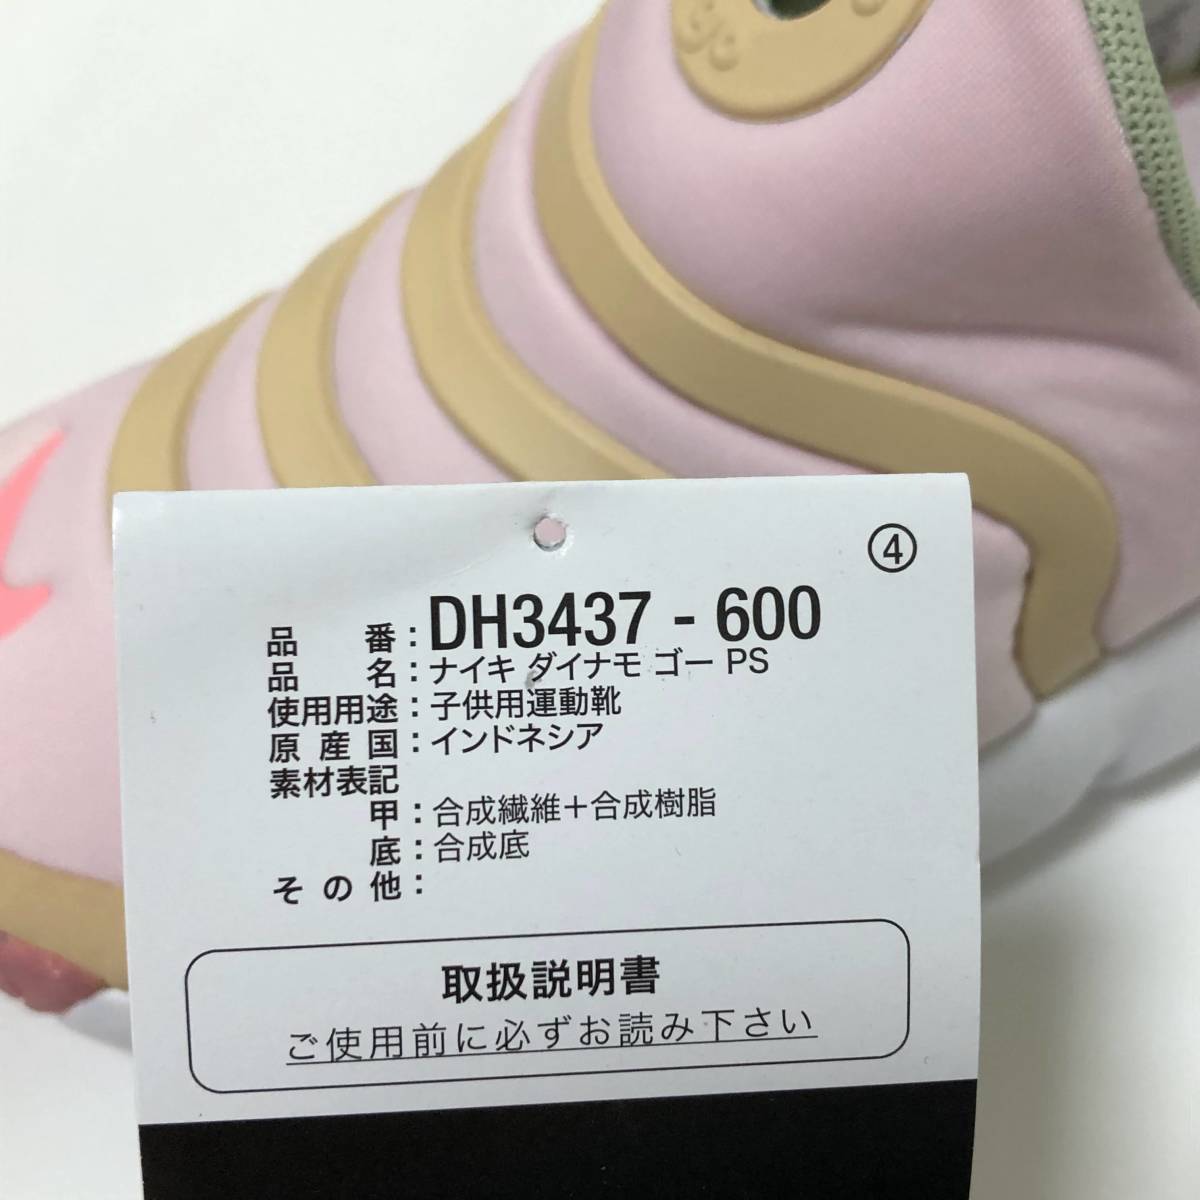 ④
品番：DH3437 - 600
品名：ナイキ ダイナモ ゴー PS
使用用途：子供用運動靴
原産国：インドネシア
素材表記
甲：合成繊維＋合成樹脂
底：合成底
その他：
取扱説明書
ご使用前に必ずお読み下さい